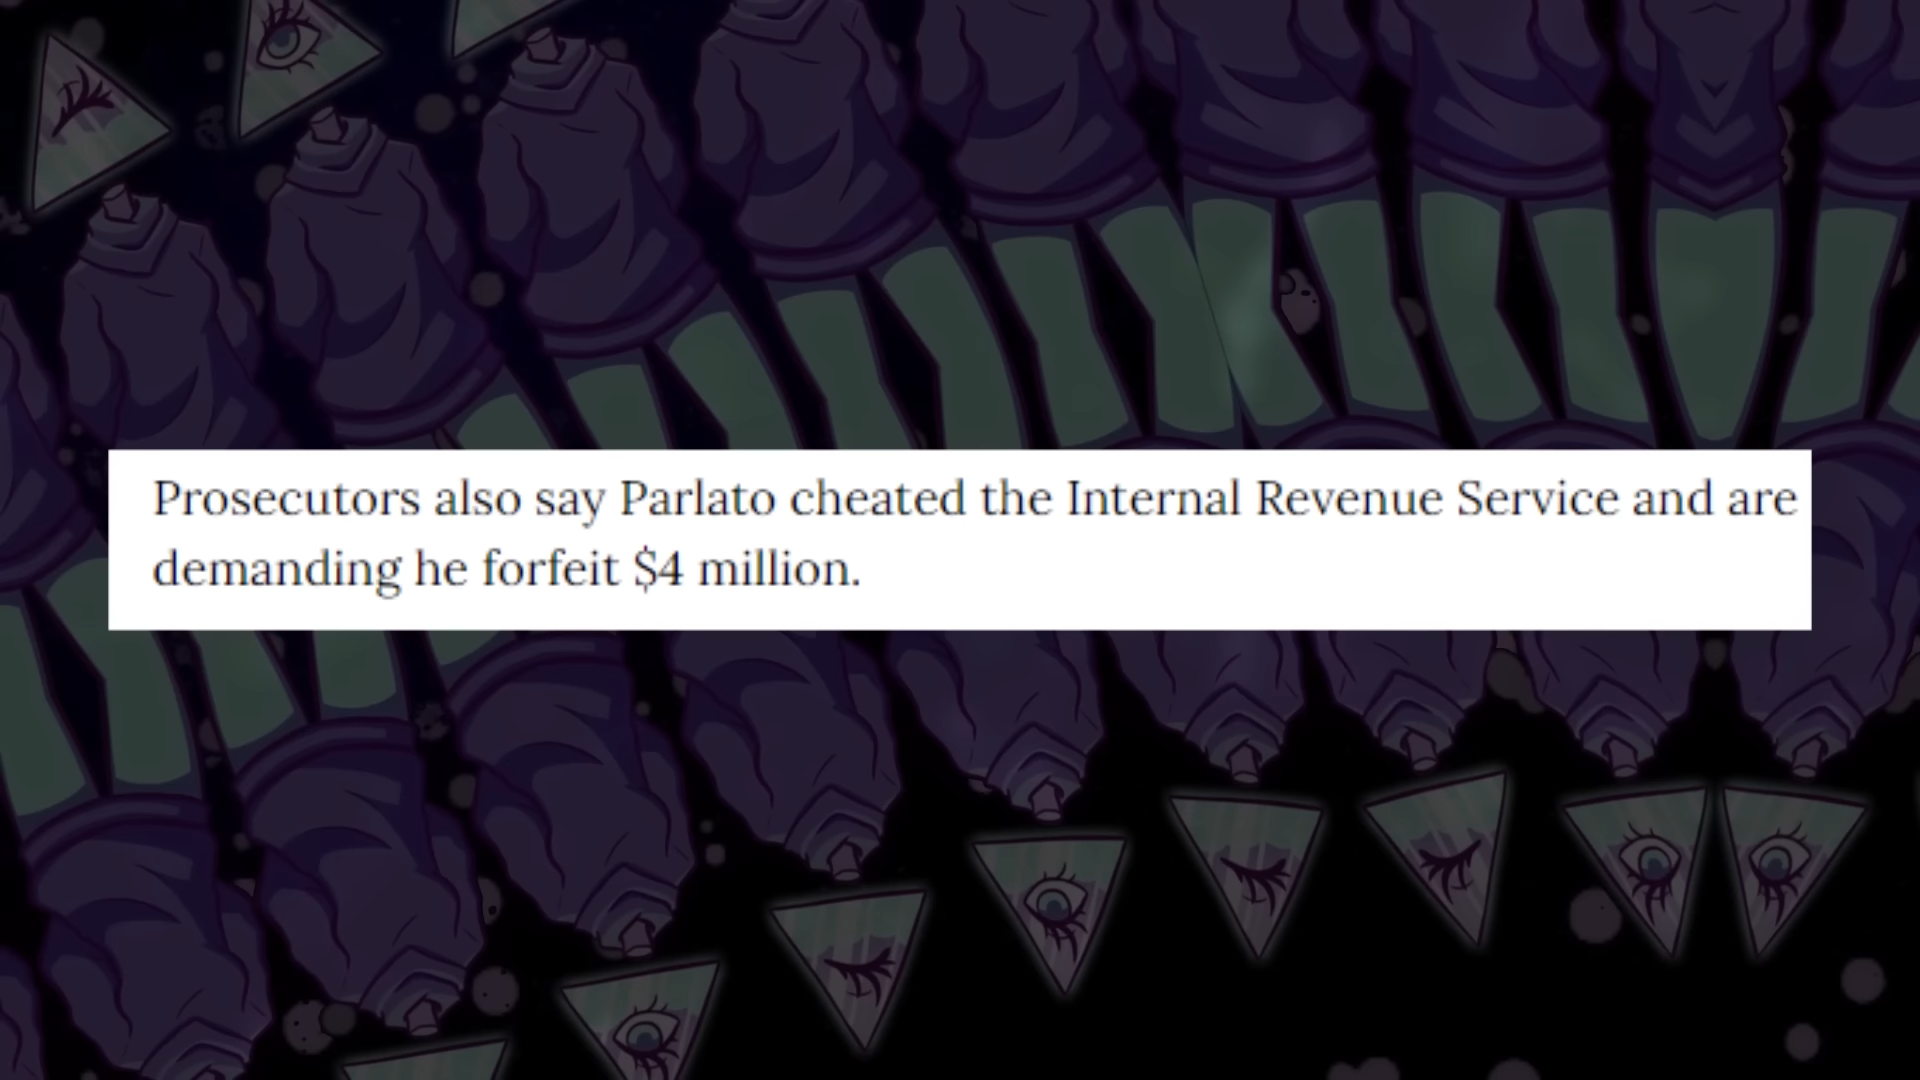 Prosecutors also say Parlato cheated the Internal Revenue Service and are
demanding he forfeit $4 million.